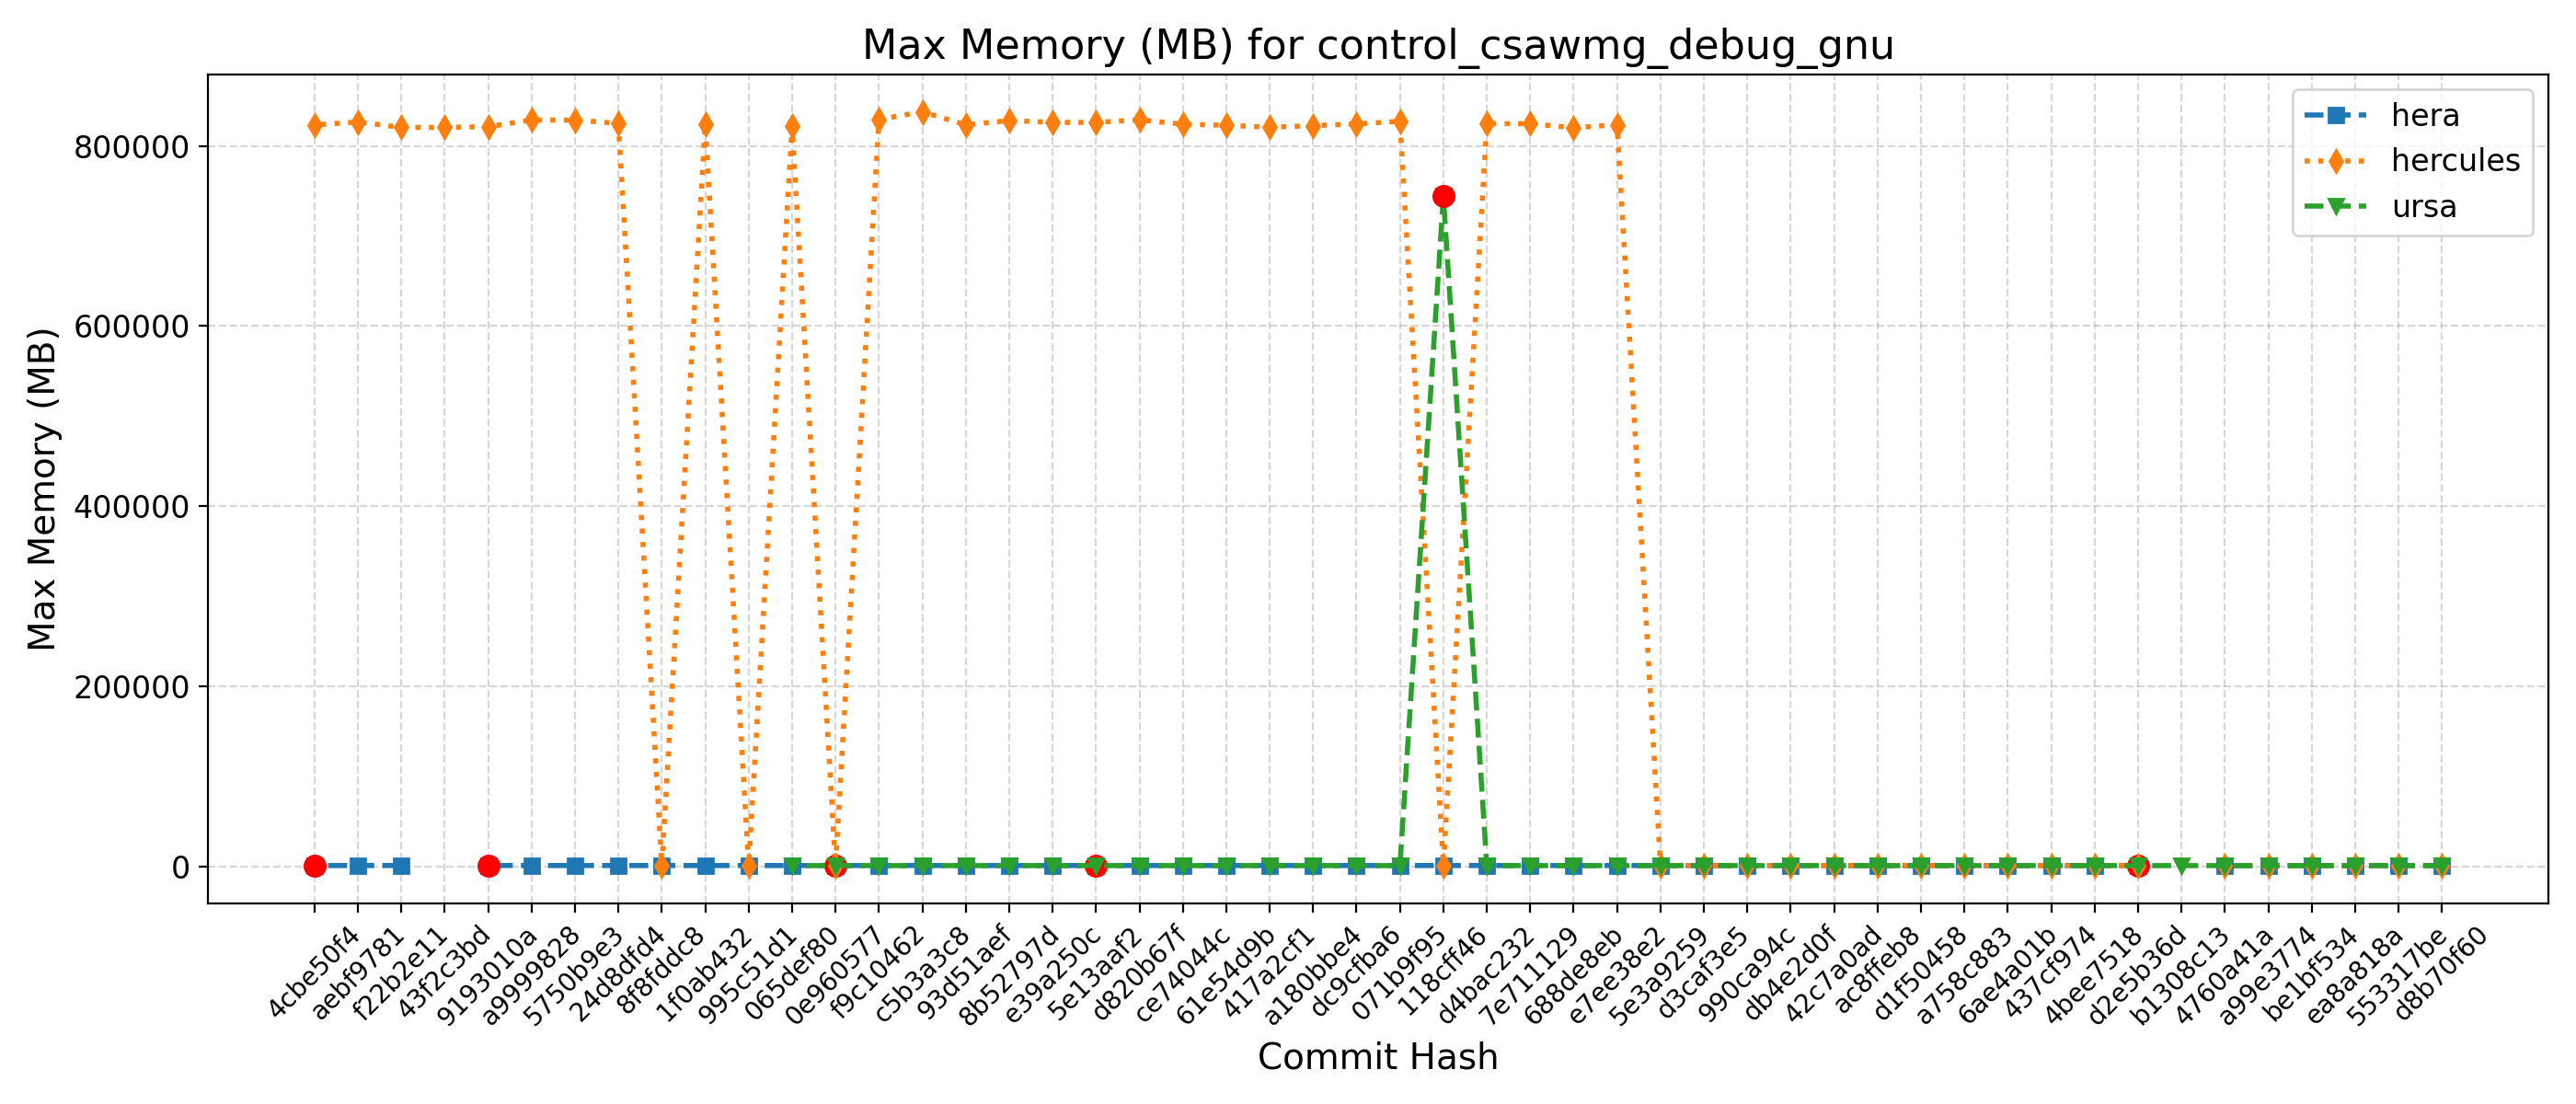 Max Memory (MB) for control_csawmg_debug_gnu
hera
hercules
ursa
Max Memory (MB)
800000
600000
400000
200000
0
4cbe50f4
aebf9781
f22b2e11
43f2c3bd
9193010a
a9999828
5750b9e3
24d8dfd4
8f8fddc8
1f0ab432
995c51d1
065def80
0e960577
f9c10462
c5b3a3c8
93d51aef
8b52797d
e39a250c
5e13aaf2
d820b67f
ce74044c
61e54d9b
417a2cf1
a180bbe4
dc9cfba6
071b9f95
118cff46
d4bac232
7e711129
688de8eb
e7ee38e2
5e3a9259
d3caf3e5
990ca94c
db4e2d0f
42c7a0ad
ac8ffeb8
d1f50458
a758c883
6ae4a01b
437cf974
4bee7518
d2e5b36d
b1308c13
4760a41a
a99e3774
be1bf534
ea8a818a
553317be
d8b70f60
Commit Hash